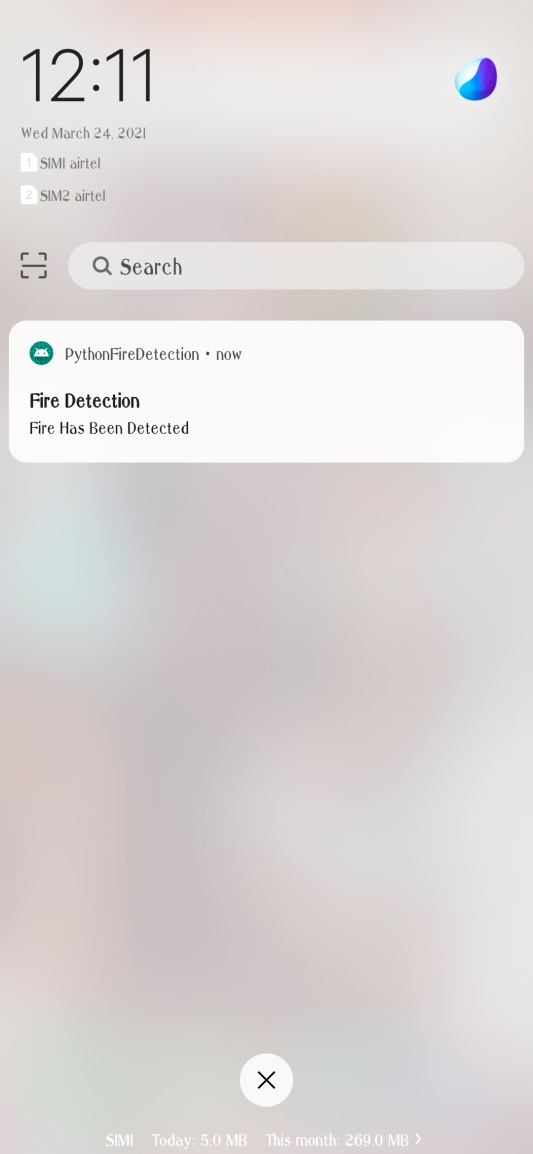 12:11
Wed March 24, 2021
1 SIM1 airtel
2 SIM2 airtel
Search
PythonFireDetection • now
Fire Detection
Fire Has Been Detected
SIM1 Today: 5.0 MB This month: 269.0 MB >